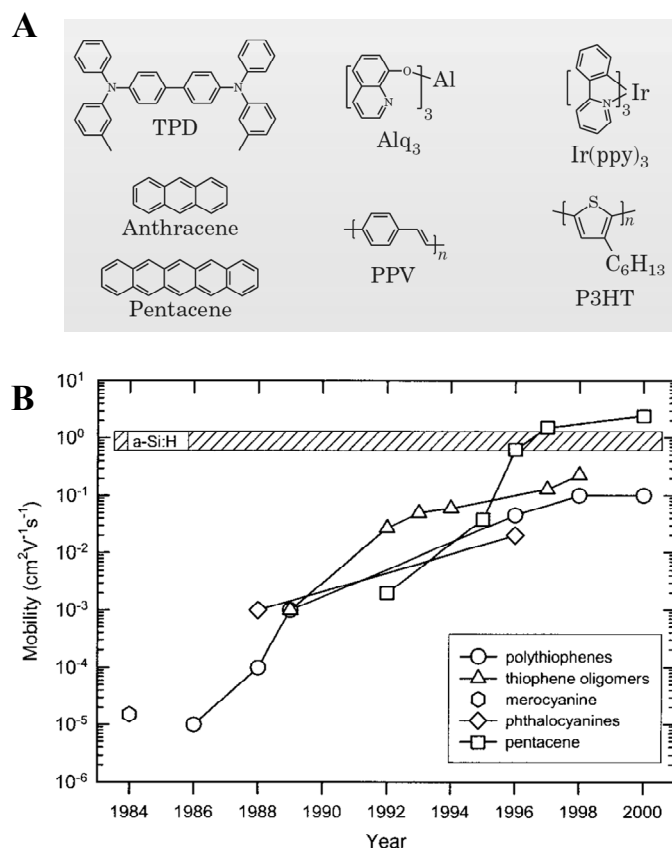 A
N
N
TPD
O
Al
N
3
Alq3
Ir
N
3
Ir(ppy)3
Anthracene
n
PPV
S
n
C6H13
P3HT
Pentacene
B
10¹
10⁰
10⁻¹
10⁻²
10⁻³
10⁻⁴
10⁻⁵
10⁻⁶
Mobility (cm²V⁻¹s⁻¹)
a-Si:H
polythiophenes
thiophene oligomers
merocyanine
phthalocyanines
pentacene
1984 1986 1988 1990 1992 1994 1996 1998 2000
Year